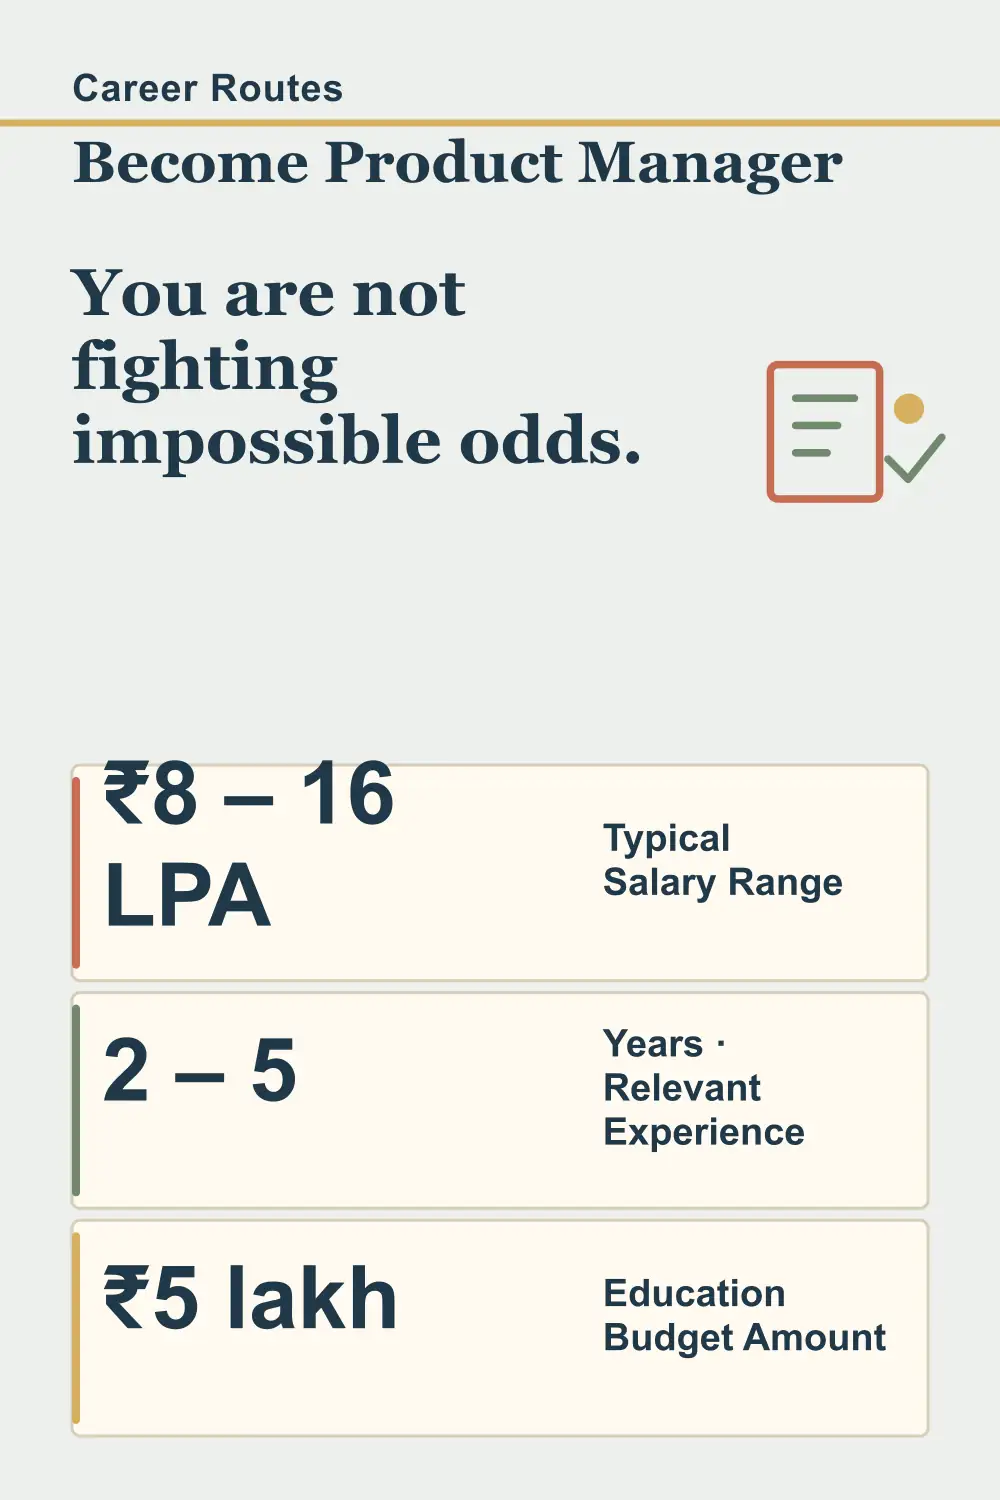 Career Routes
Become Product Manager
You are not
fighting
impossible odds.
₹8 – 16
LPA
Typical
Salary Range
2 – 5
Years ·
Relevant
Experience
₹5 lakh
Education
Budget Amount